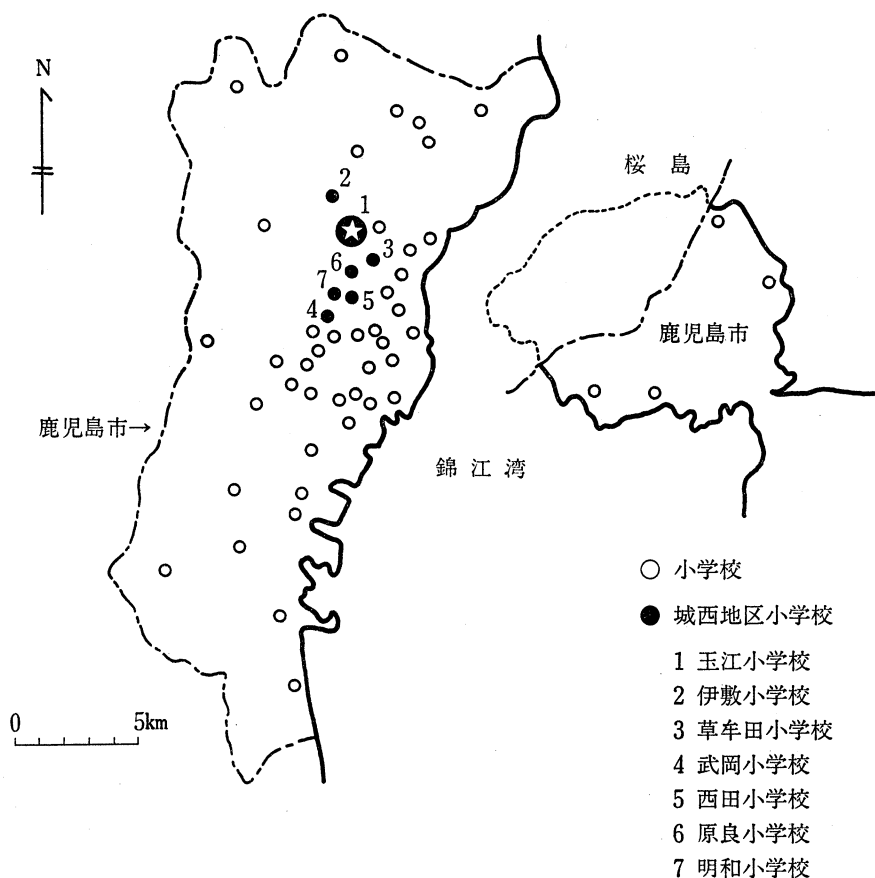 N
桜島
2
1
3
6
7
5
4
鹿児島市
鹿児島市→
錦江湾
○ 小学校
● 城西地区小学校
1 玉江小学校
2 伊敷小学校
3 草牟田小学校
4 武岡小学校
5 西田小学校
6 原良小学校
7 明和小学校
0 5km